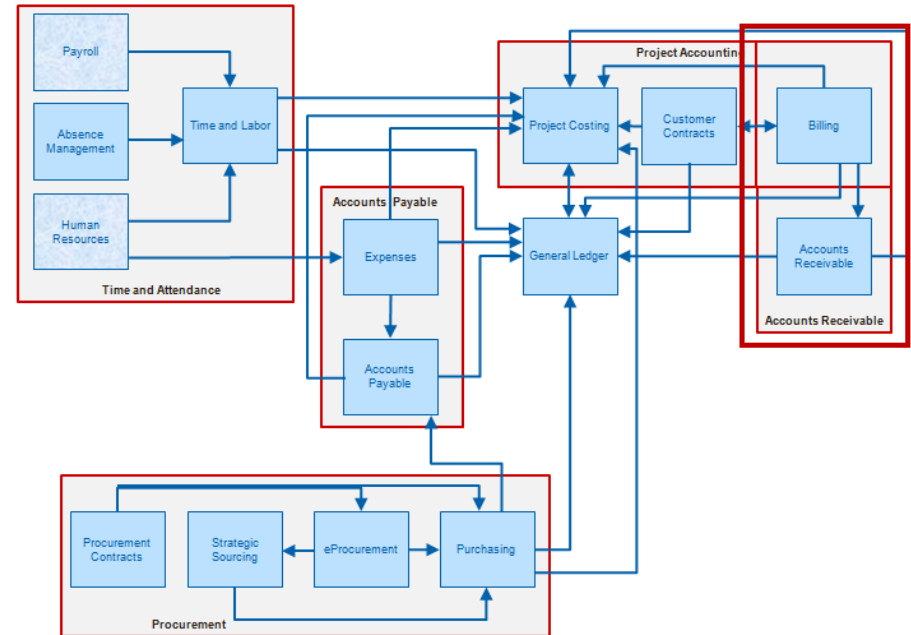 Payroll
Absence
Management
Human
Resources
Time and Labor
Time and Attendance
Accounts Payable
Expenses
Accounts
Payable
Project Accounting
Project Costing
Customer
Contracts
Billing
General Ledger
Accounts
Receivable
Accounts Receivable
Procurement
Contracts
Strategic
Sourcing
eProcurement
Purchasing
Procurement